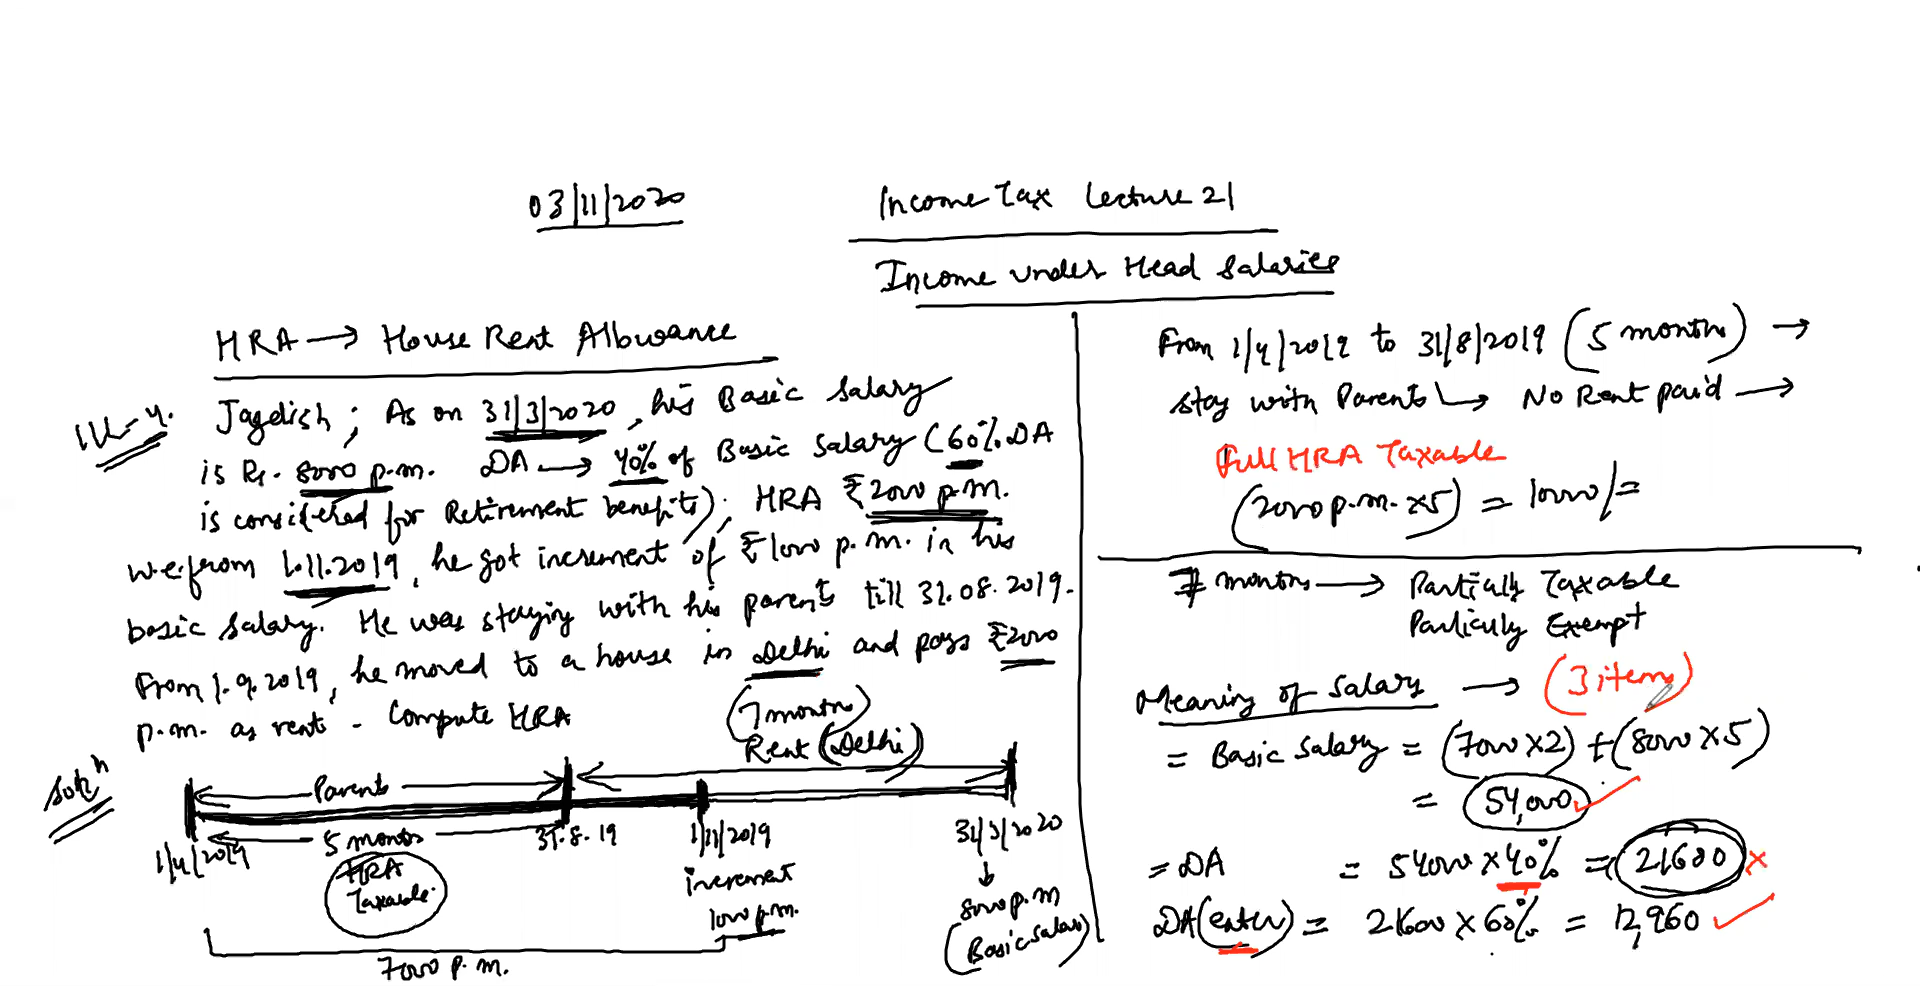 03/11/2020
Income Tax Lecture 21
Income under Head Salaries
HRA → House Rent Allowance
Ill-4.
Jagdish ; As on 31/3/2020, his Basic Salary
is Rs. 8000 p.m. DA → 40% of Basic Salary (60% DA
is considered for Retirement benefits); HRA ₹2000 p.m.
w.e.from 1.11.2019, he got increment of ₹1000 p.m. in his
basic salary. He was staying with his parents till 31.08.2019.
From 1.9.2019, he moved to a house in Delhi and pays ₹2000
p.m. as rent - Compute HRA
Solⁿ
(7 months)
Rent (Delhi)
Parents
5 months
1/4/2019
31.8.19
1/11/2019
31/3/2020
HRA
Taxable
increment
1000 p.m.
8000 p.m
(Basic Salary)
7000 p.m.
From 1/4/2019 to 31/8/2019 (5 months) →
stay with Parents → No Rent paid →
Full HRA Taxable
(2000 p.m. x5) = 10000/=
7 months → Partially Taxable
Partially Exempt
Meaning of Salary → (3 items)
= Basic Salary = (7000 X2) + (8000 X 5)
= 54,000 ✓
= DA = 54000 x 40% = 21600 ×
DA (enter) = 21600 x 60% = 12,960 ✓